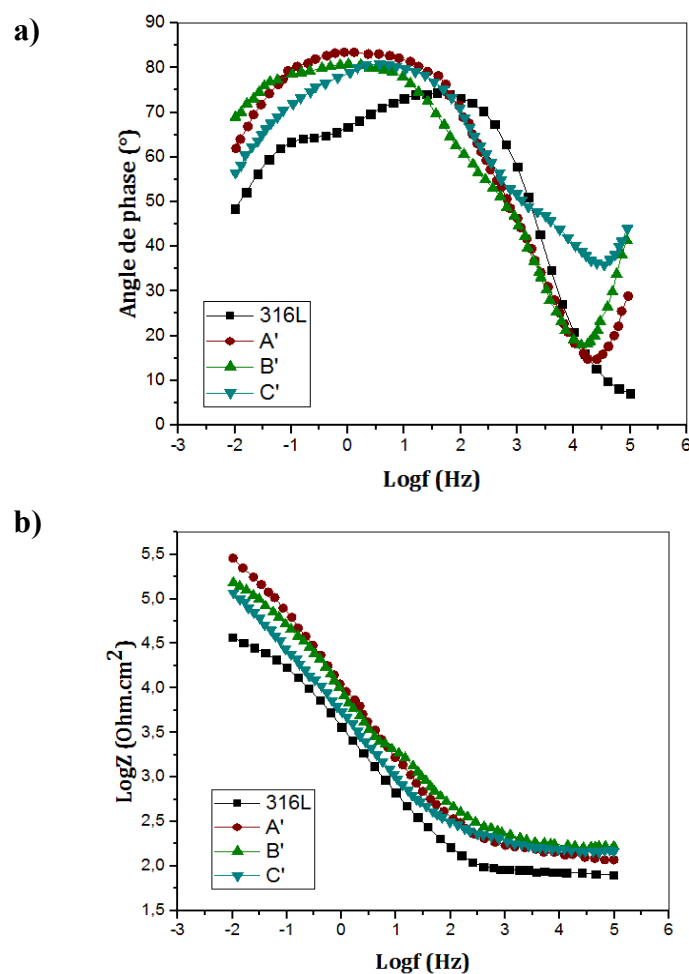 a)
90
80
70
60
50
40
30
20
10
0
Angle de phase (°)
316L
A'
B'
C'
-3 -2 -1 0 1 2 3 4 5 6
Logf (Hz)
b)
5,5
5,0
4,5
4,0
3,5
3,0
2,5
2,0
1,5
LogZ (Ohm.cm²)
316L
A'
B'
C'
-3 -2 -1 0 1 2 3 4 5 6
Logf (Hz)